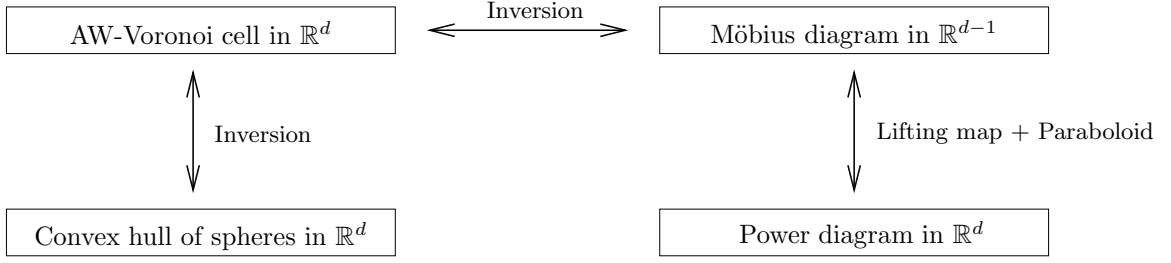 Inversion
AW-Voronoi cell in ℝ^d
Möbius diagram in ℝ^{d−1}
Inversion
Lifting map + Paraboloid
Convex hull of spheres in ℝ^d
Power diagram in ℝ^d